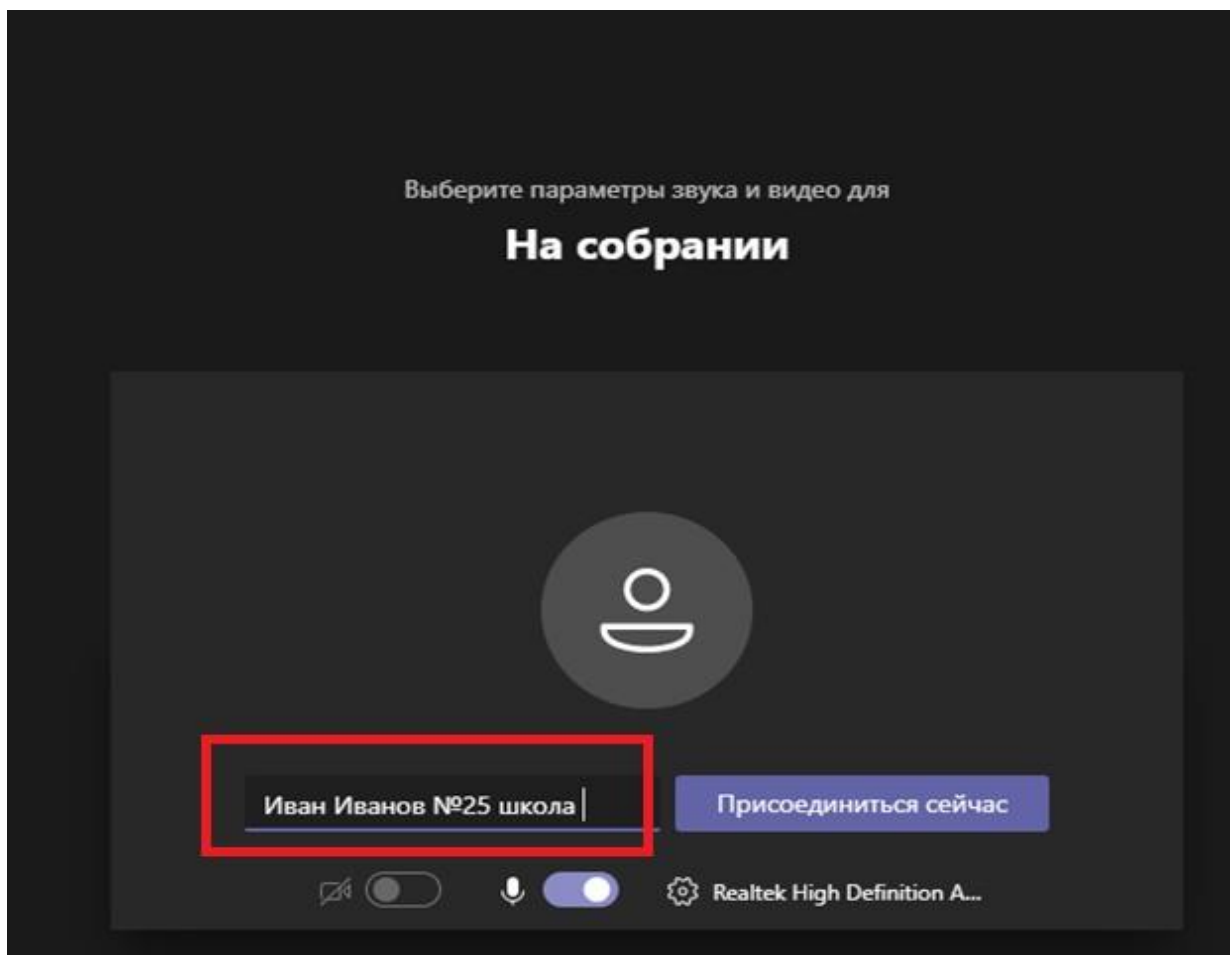 Выберите параметры звука и видео для
На собрании
Иван Иванов №25 школа
Присоединиться сейчас
Realtek High Definition A...